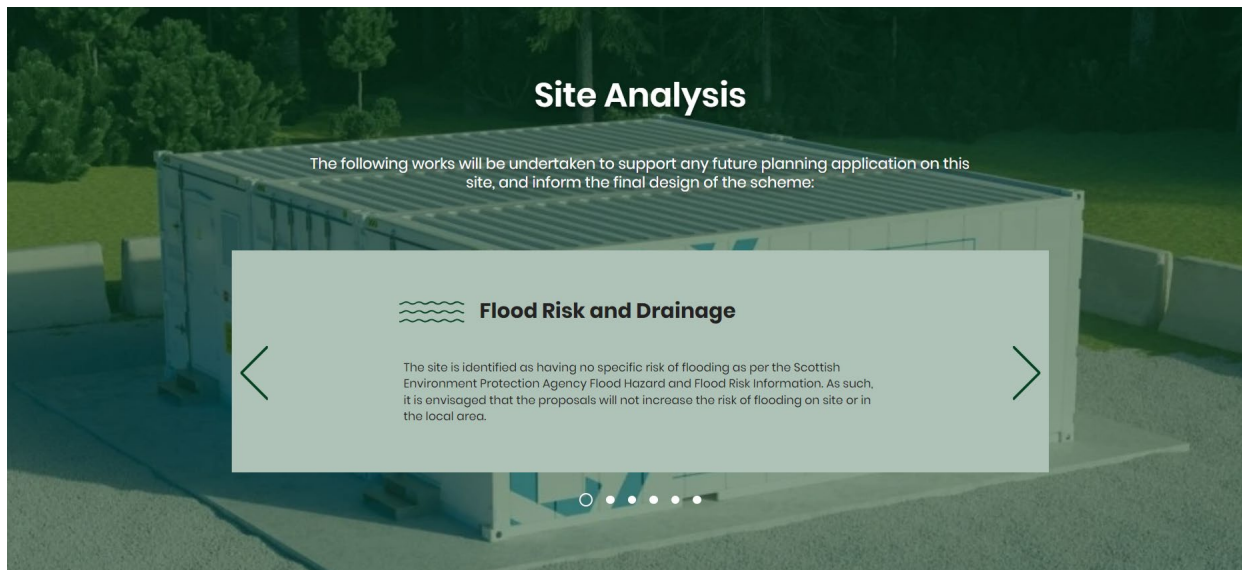 Site Analysis
The following works will be undertaken to support any future planning application on this
site, and inform the final design of the scheme:
Flood Risk and Drainage
The site is identified as having no specific risk of flooding as per the Scottish
Environment Protection Agency Flood Hazard and Flood Risk Information. As such,
it is envisaged that the proposals will not increase the risk of flooding on site or in
the local area.